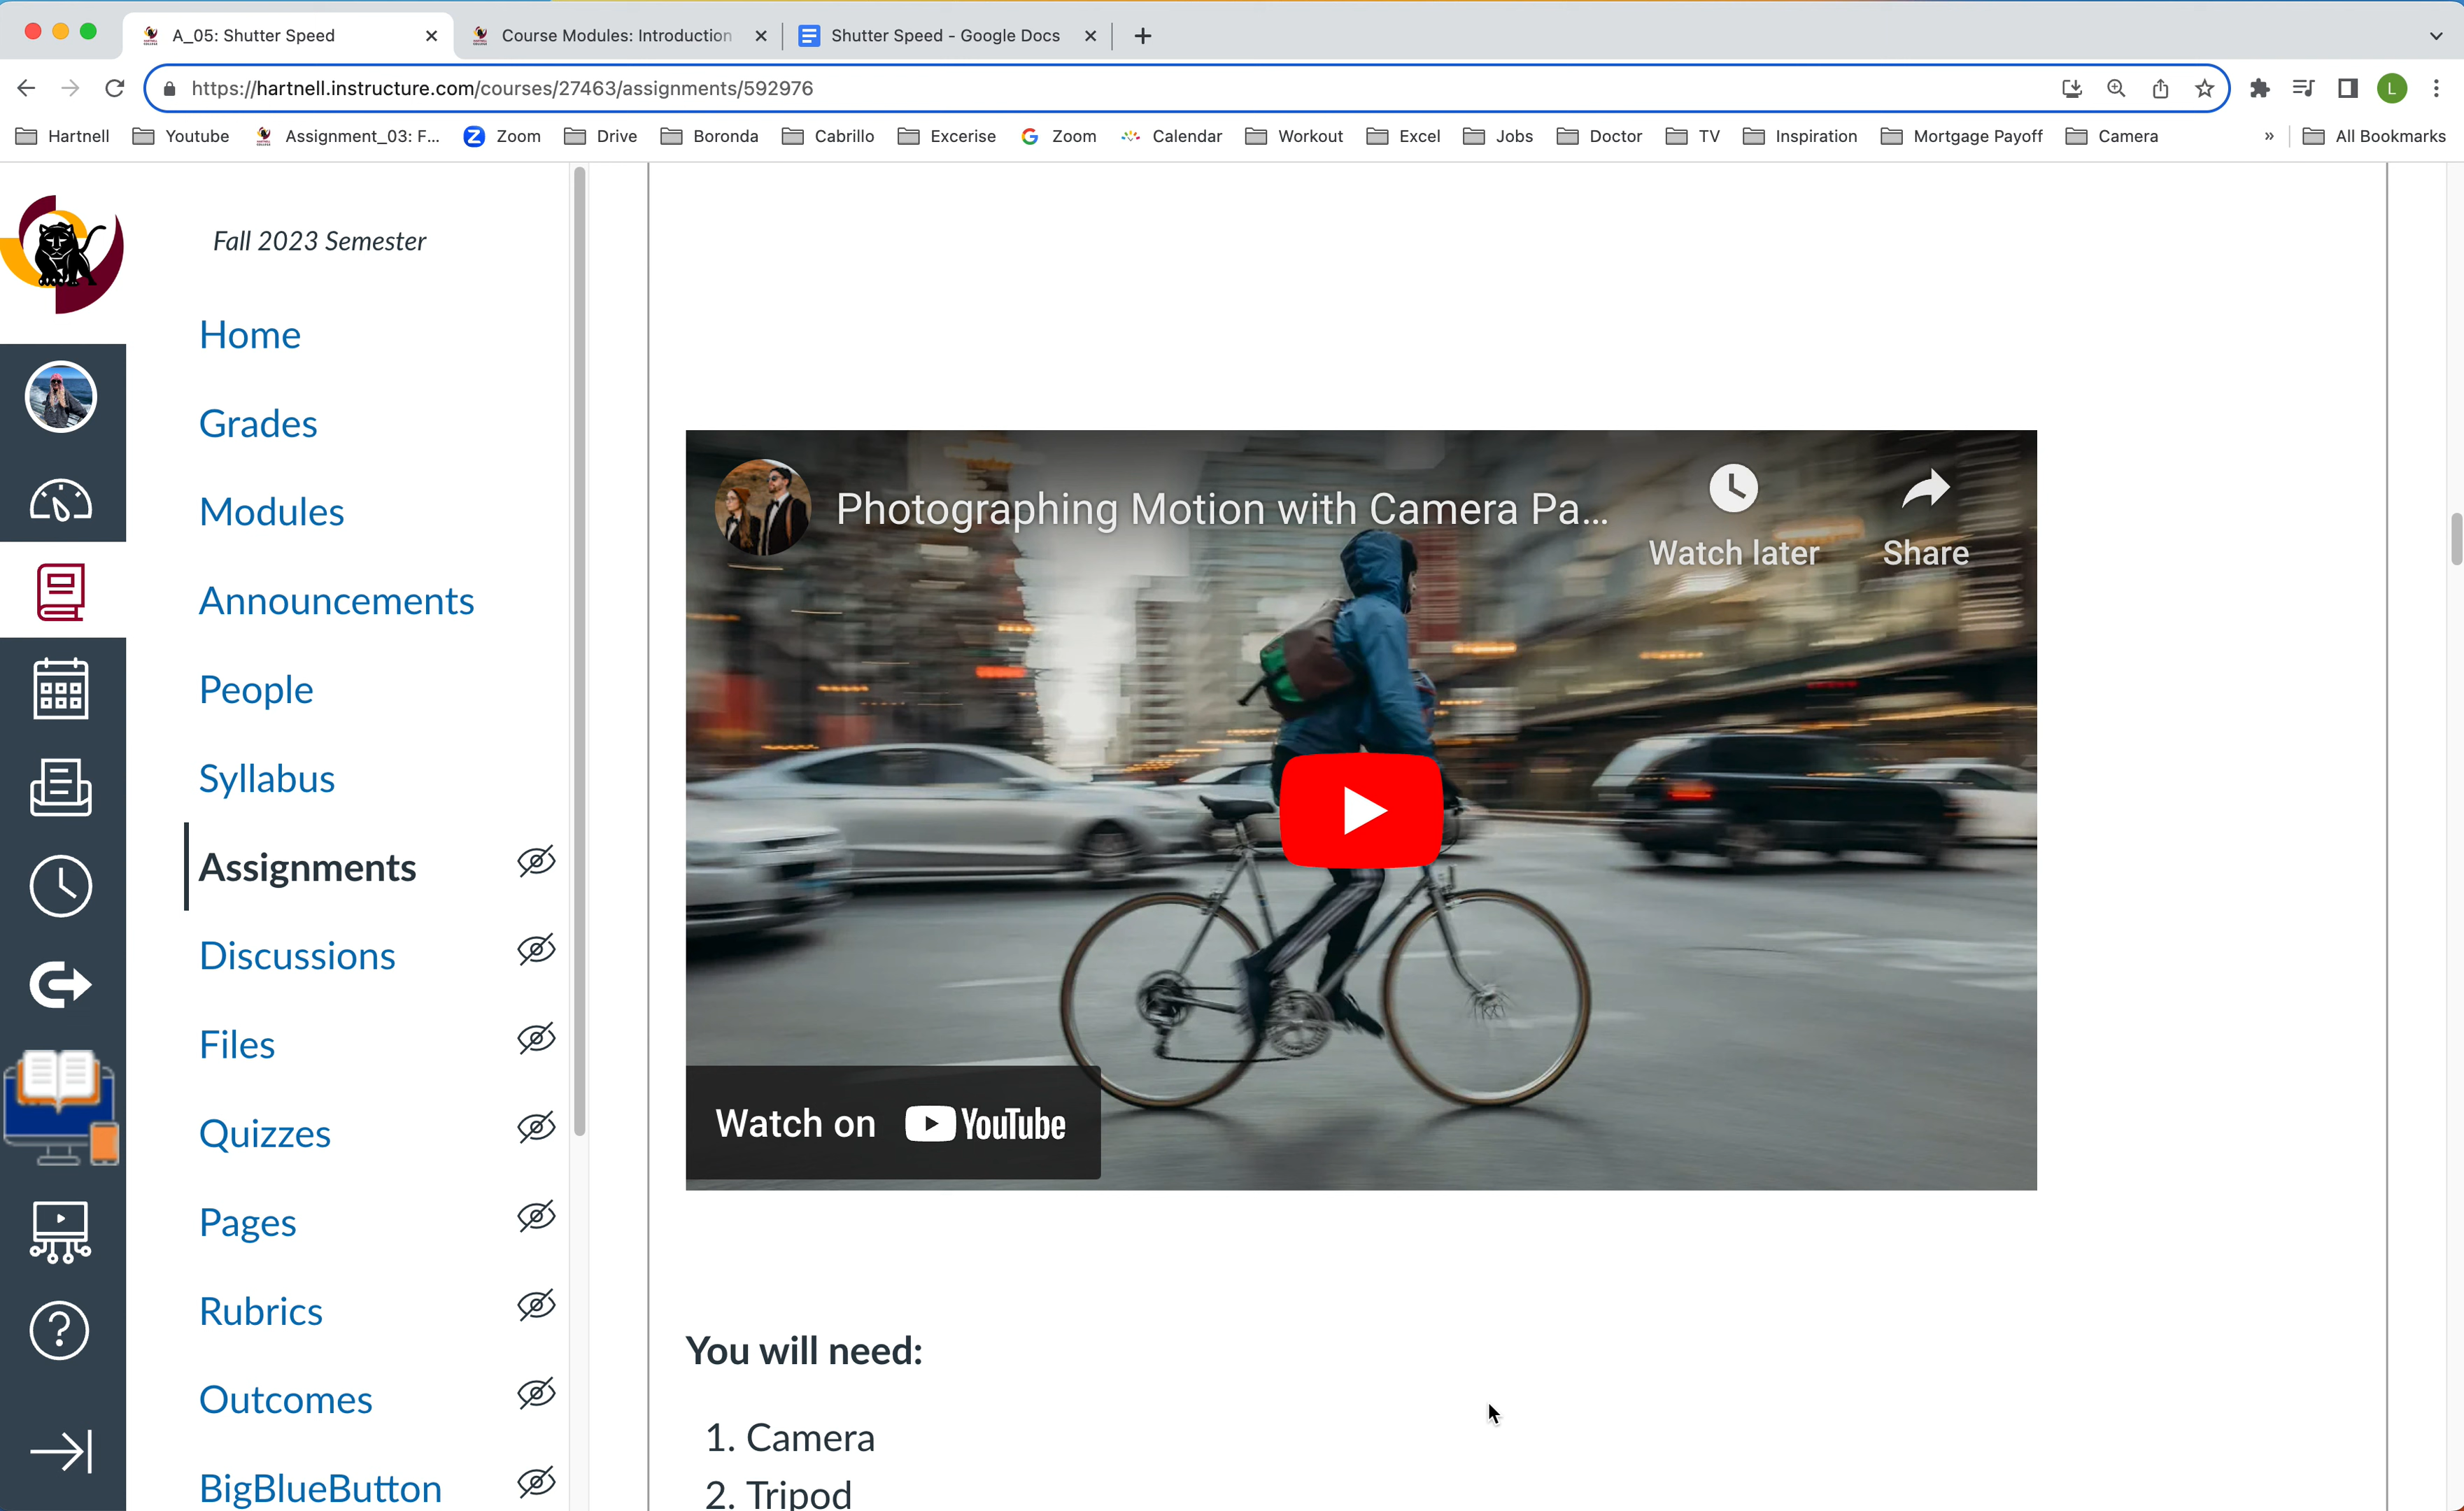 A_05: Shutter Speed
Course Modules: Introduction
Shutter Speed - Google Docs
https://hartnell.instructure.com/courses/27463/assignments/592976
L
Hartnell
Youtube
Assignment_03: F...
Zoom
Drive
Boronda
Cabrillo
Excerise
Zoom
Calendar
Workout
Excel
Jobs
Doctor
TV
Inspiration
Mortgage Payoff
Camera
»
All Bookmarks
Fall 2023 Semester
Home
Grades
Modules
Announcements
People
Syllabus
Assignments
Discussions
Files
Quizzes
Pages
Rubrics
Outcomes
BigBlueButton
Photographing Motion with Camera Pa...
Watch later
Share
Watch on YouTube
You will need:
1. Camera
2. Tripod